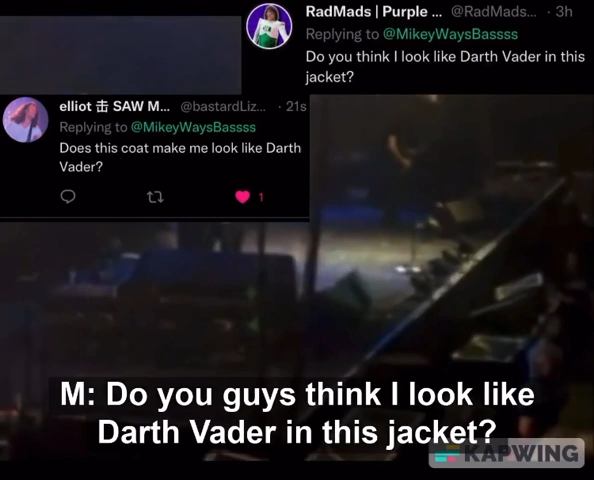 RadMads | Purple ... @RadMads... · 3h
Replying to @MikeyWaysBassss
Do you think I look like Darth Vader in this
jacket?
elliot 击 SAW M... @bastardLiz... · 21s
Replying to @MikeyWaysBassss
Does this coat make me look like Darth
Vader?
1
M: Do you guys think I look like
Darth Vader in this jacket?
KAPWING